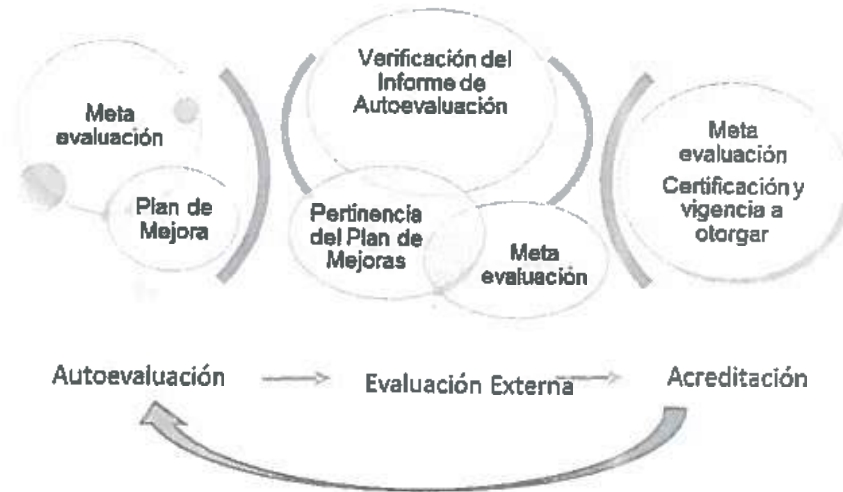 Meta
evaluación
Plan de
Mejora
Verificación del
Informe de
Autoevaluación
Pertinencia
del Plan de
Mejoras
Meta
evaluación
Meta
evaluación
Certificación y
vigencia a
otorgar
Autoevaluación
Evaluación Externa
Acreditación